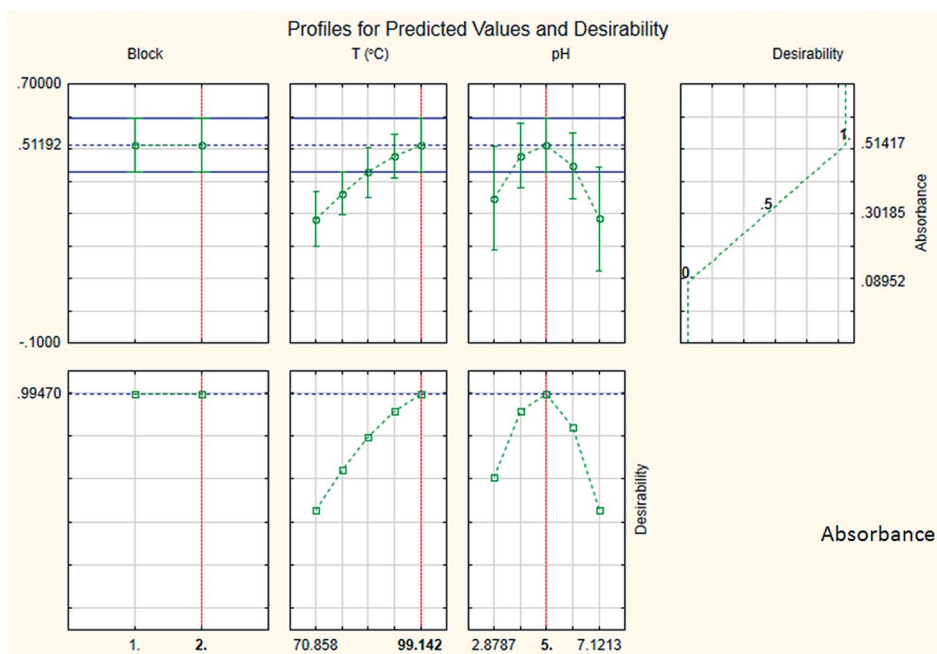 Profiles for Predicted Values and Desirability
Block T (ºC) pH Desirability
.70000
.51192
-.1000
1.
.5
0.
.51417
.30185
.08952
Absorbance
.99470
Desirability
Absorbance
1. 2. 70.858 99.142 2.8787 5. 7.1213